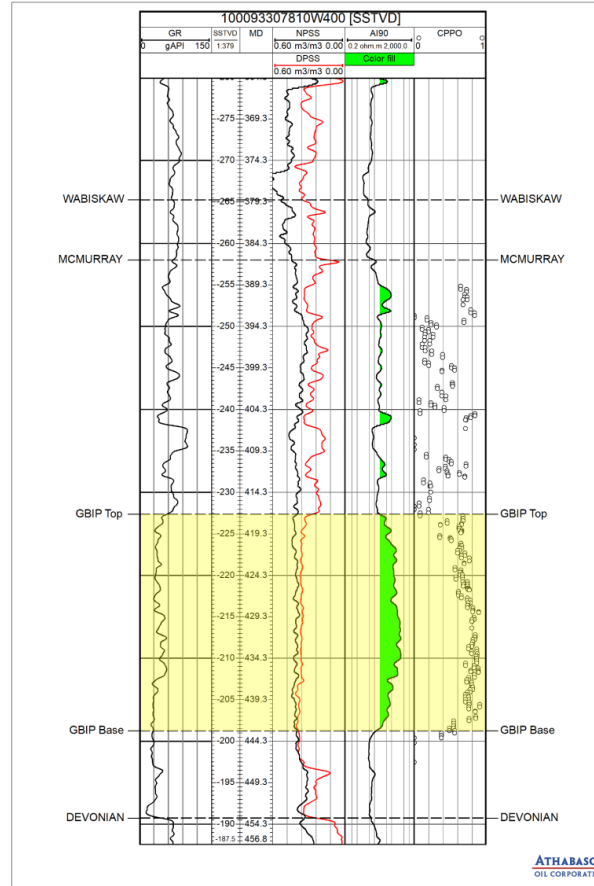 100093307810W400 [SSTVD]
GR SSTVD MD NPSS AI90 CPPO
0 gAPI 150 1:379 0.60 m3/m3 0.00 0.2 ohm.m 2,000.0 0 1
DPSS Color fill
0.60 m3/m3 0.00
-275 369.3
-270 374.3
WABISKAW -265 379.3 WABISKAW
-260 384.3
MCMURRAY MCMURRAY
-255 389.3
-250 394.3
-245 399.3
-240 404.3
-235 409.3
-230 414.3
GBIP Top GBIP Top
-225 419.3
-220 424.3
-215 429.3
-210 434.3
-205 439.3
GBIP Base GBIP Base
-200 444.3
-195 449.3
DEVONIAN DEVONIAN
-190 454.3
-187.5 456.8
ATHABASC
OIL CORPORAT